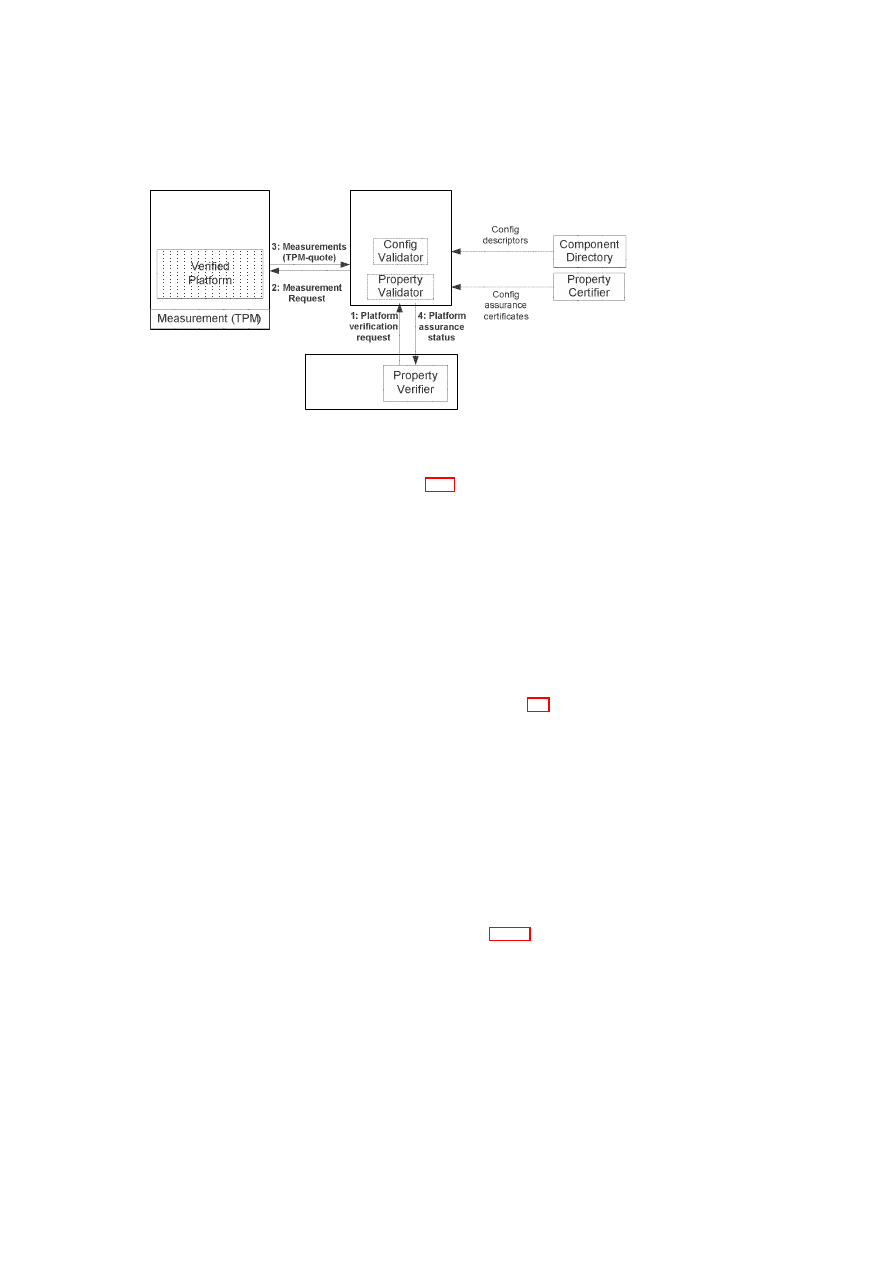 3: Measurements
(TPM-quote)
Verified
Platform
2: Measurement
Request
Measurement (TPM)
Config
Validator
Property
Validator
Config
descriptors
Component
Directory
Property
Certifier
Config
assurance
certificates
1: Platform
verification
request
4: Platform
assurance
status
Property
Verifier